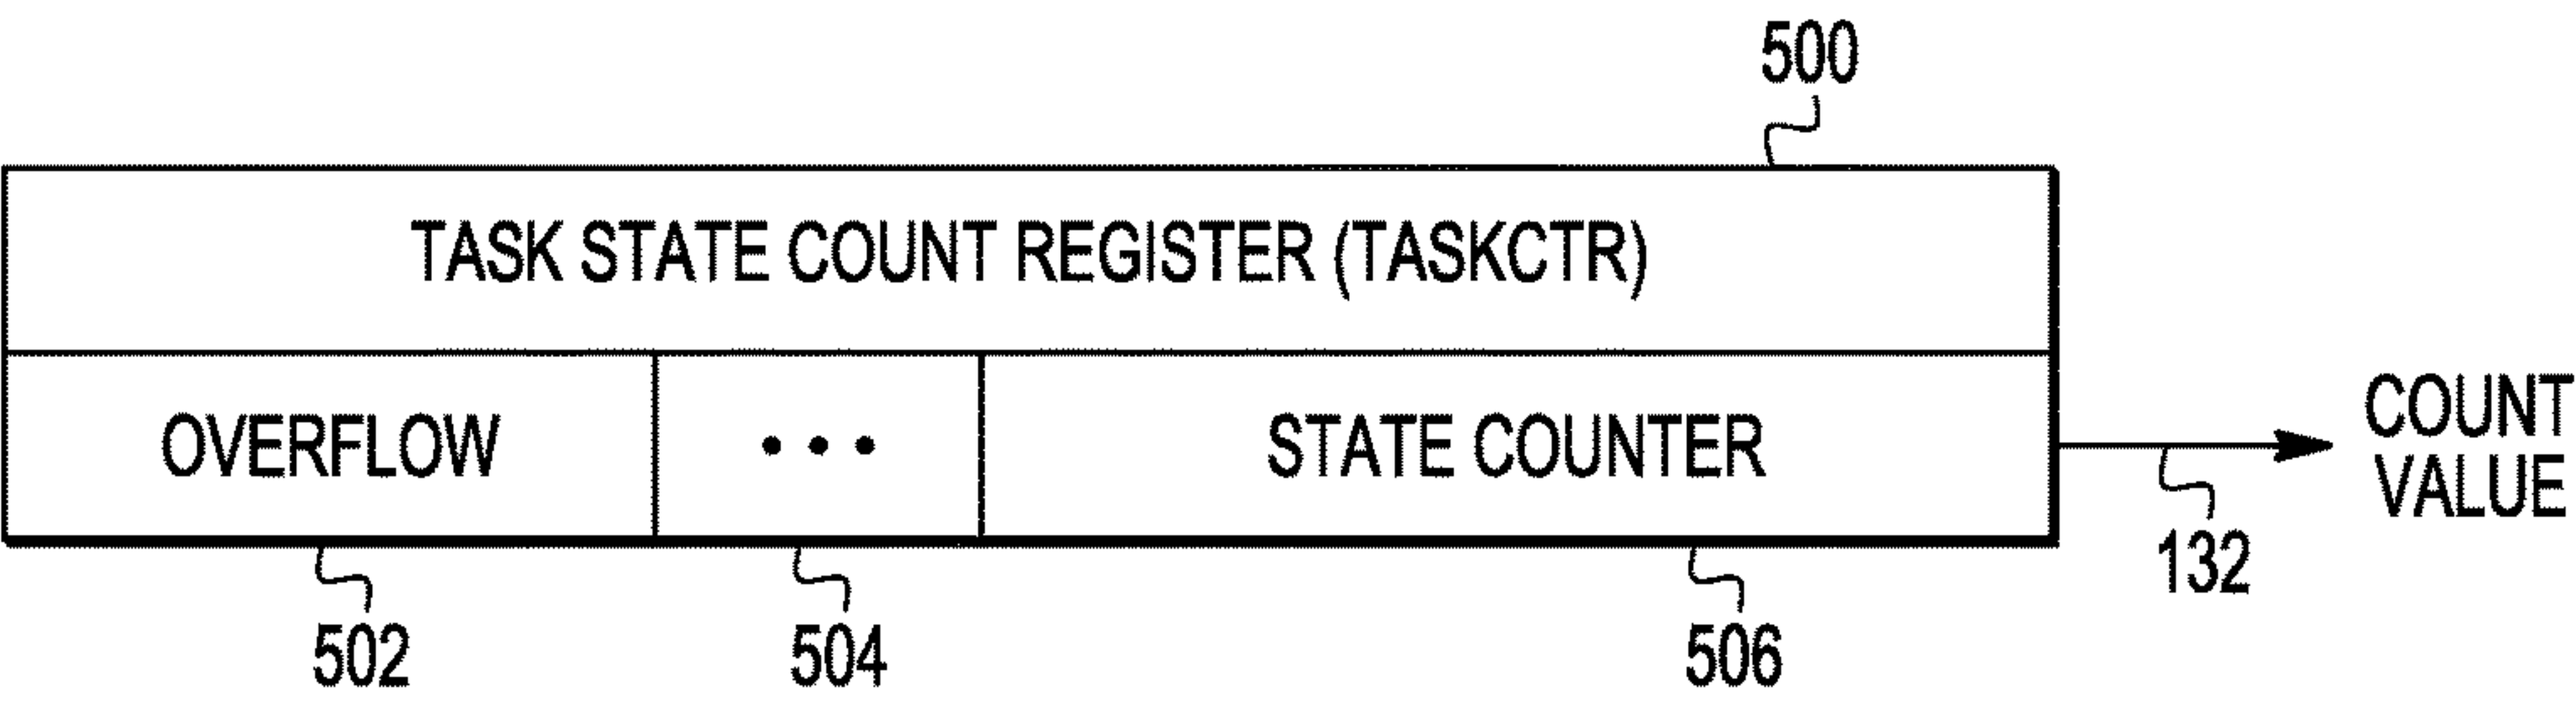 500
TASK STATE COUNT REGISTER (TASKCTR)
OVERFLOW
• • •
STATE COUNTER
COUNT
VALUE
132
502
504
506